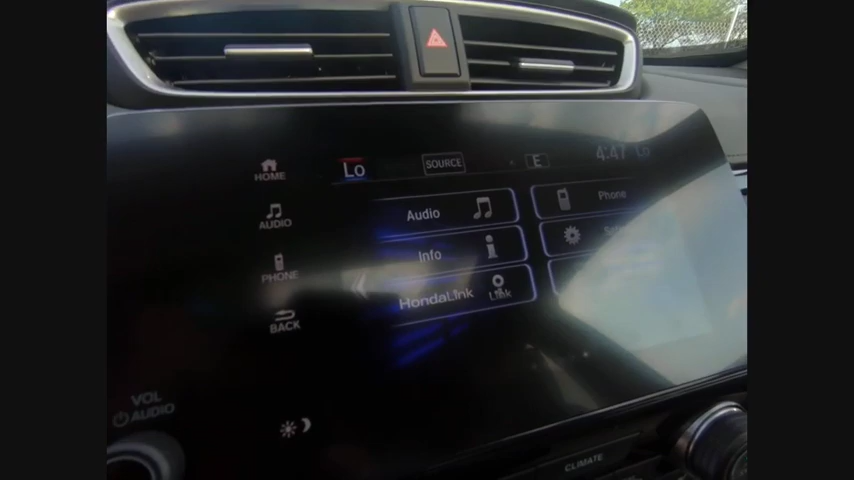 HOME
Lo
SOURCE
E
4:47 Lo
AUDIO
Audio
Phone
Info
PHONE
HondaLink
Link
BACK
VOL
AUDIO
CLIMATE